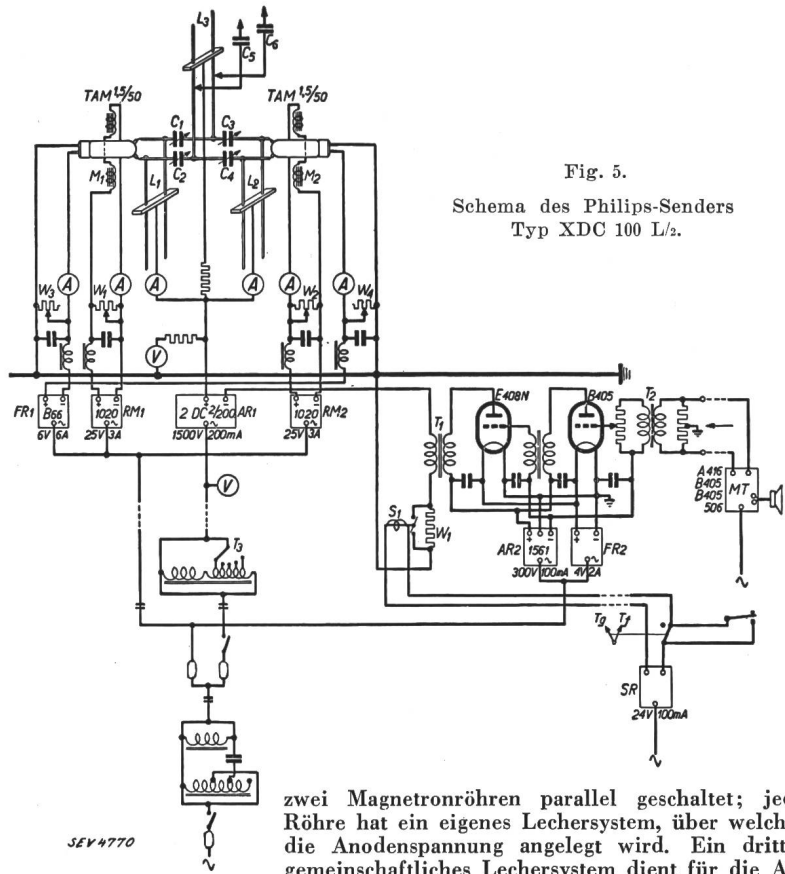 L3
C5
C6
TAM 1,5/50
TAM 1,5/50
C1
C3
C2
C4
M1
L1
L2
M2
Fig. 5.
Schema des Philips-Senders
Typ XDC 100 L/2.
A
A
A
A
A
A
W3
W1
W2
W4
V
FR1
B66
6V 6A
1020
RM1
25V 3A
2 DC 2/200
AR1
1500V 200mA
1020
RM2
25V 3A
V
T1
E408N
B405
T2
S1
W1
AR2
1561
300V 100mA
FR2
4V 2A
A416
B405
B405
506
MT
T3
Tg
Tf
SR
24V 100mA
SEV 4770
zwei Magnetronröhren parallel geschaltet; jed
Röhre hat ein eigenes Lechersystem, über welch
die Anodenspannung angelegt wird. Ein dritt
gemeinschaftliches Lechersystem dient für die A